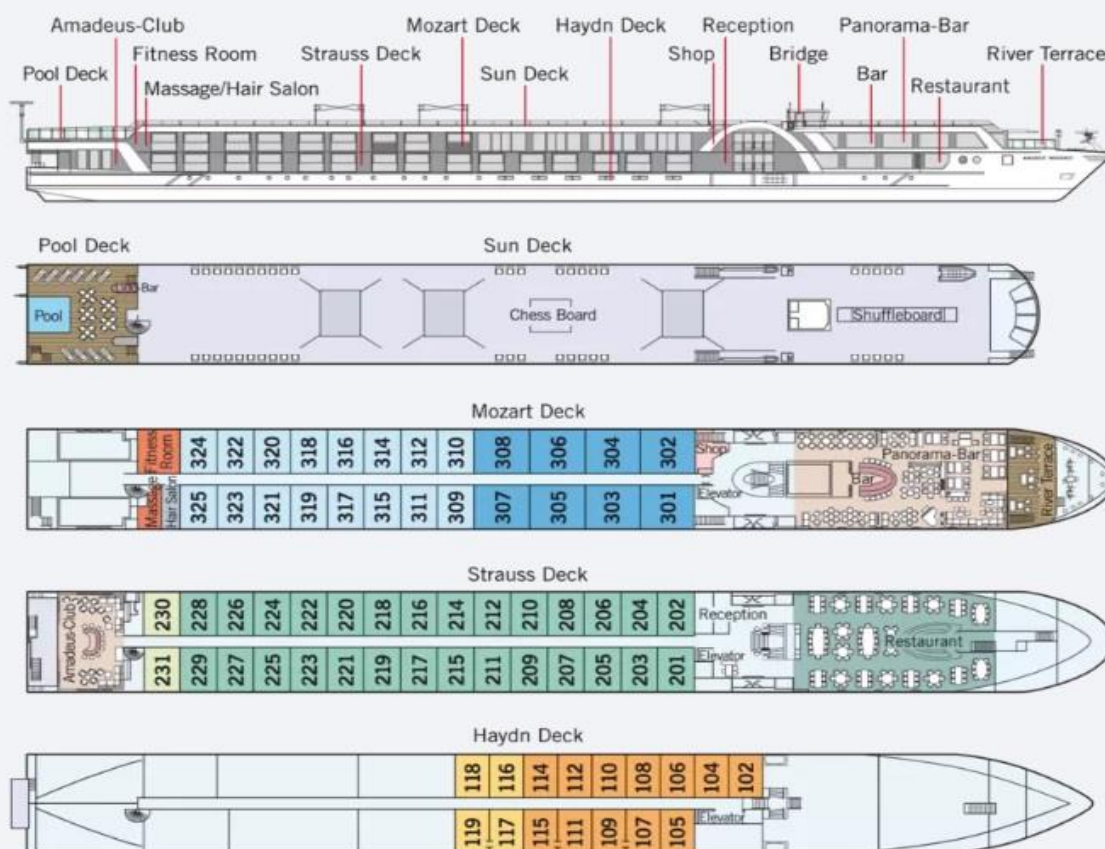 Amadeus-Club Mozart Deck Haydn Deck Reception Panorama-Bar
Fitness Room Strauss Deck Shop Bridge River Terrace
Pool Deck Sun Deck Bar
Massage/Hair Salon Restaurant
Pool Deck Sun Deck
Lido-Bar
Pool Chess Board Shuffleboard
Mozart Deck
Fitness Room 324 322 320 318 316 314 312 310 308 306 304 302 Shop Panorama-Bar
Bar River Terrace
Massage Hair Salon 325 323 321 319 317 315 311 309 307 305 303 301 Elevator
Strauss Deck
230 228 226 224 222 220 218 216 214 212 210 208 206 204 202 Reception
Amadeus-Club Restaurant
231 229 227 225 223 221 219 217 215 211 209 207 205 203 201 Elevator
Haydn Deck
118 116 114 112 110 108 106 104 102
119 117 115 111 109 107 105 Elevator